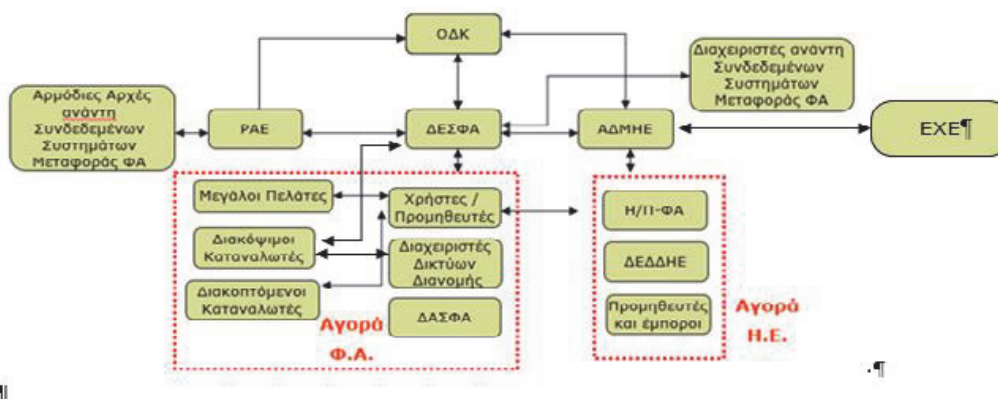 ΟΔΚ
Διαχειριστές ανάντη
Συνδεδεμένων
Συστημάτων
Μεταφοράς ΦΑ
Αρμόδιες Αρχές
ανάντη
Συνδεδεμένων
Συστημάτων
Μεταφοράς ΦΑ
ΡΑΕ
ΔΕΣΦΑ
ΑΔΜΗΕ
ΕΧΕ¶
Μεγάλοι Πελάτες
Χρήστες /
Προμηθευτές
Διακόψιμοι
Καταναλωτές
Διαχειριστές
Δικτύων
Διανομής
Διακοπτόμενοι
Καταναλωτές
ΔΑΣΦΑ
Αγορά
Φ.Α.
Η/Π-ΦΑ
ΔΕΔΔΗΕ
Προμηθευτές
και έμποροι
Αγορά
Η.Ε.
·¶
¶